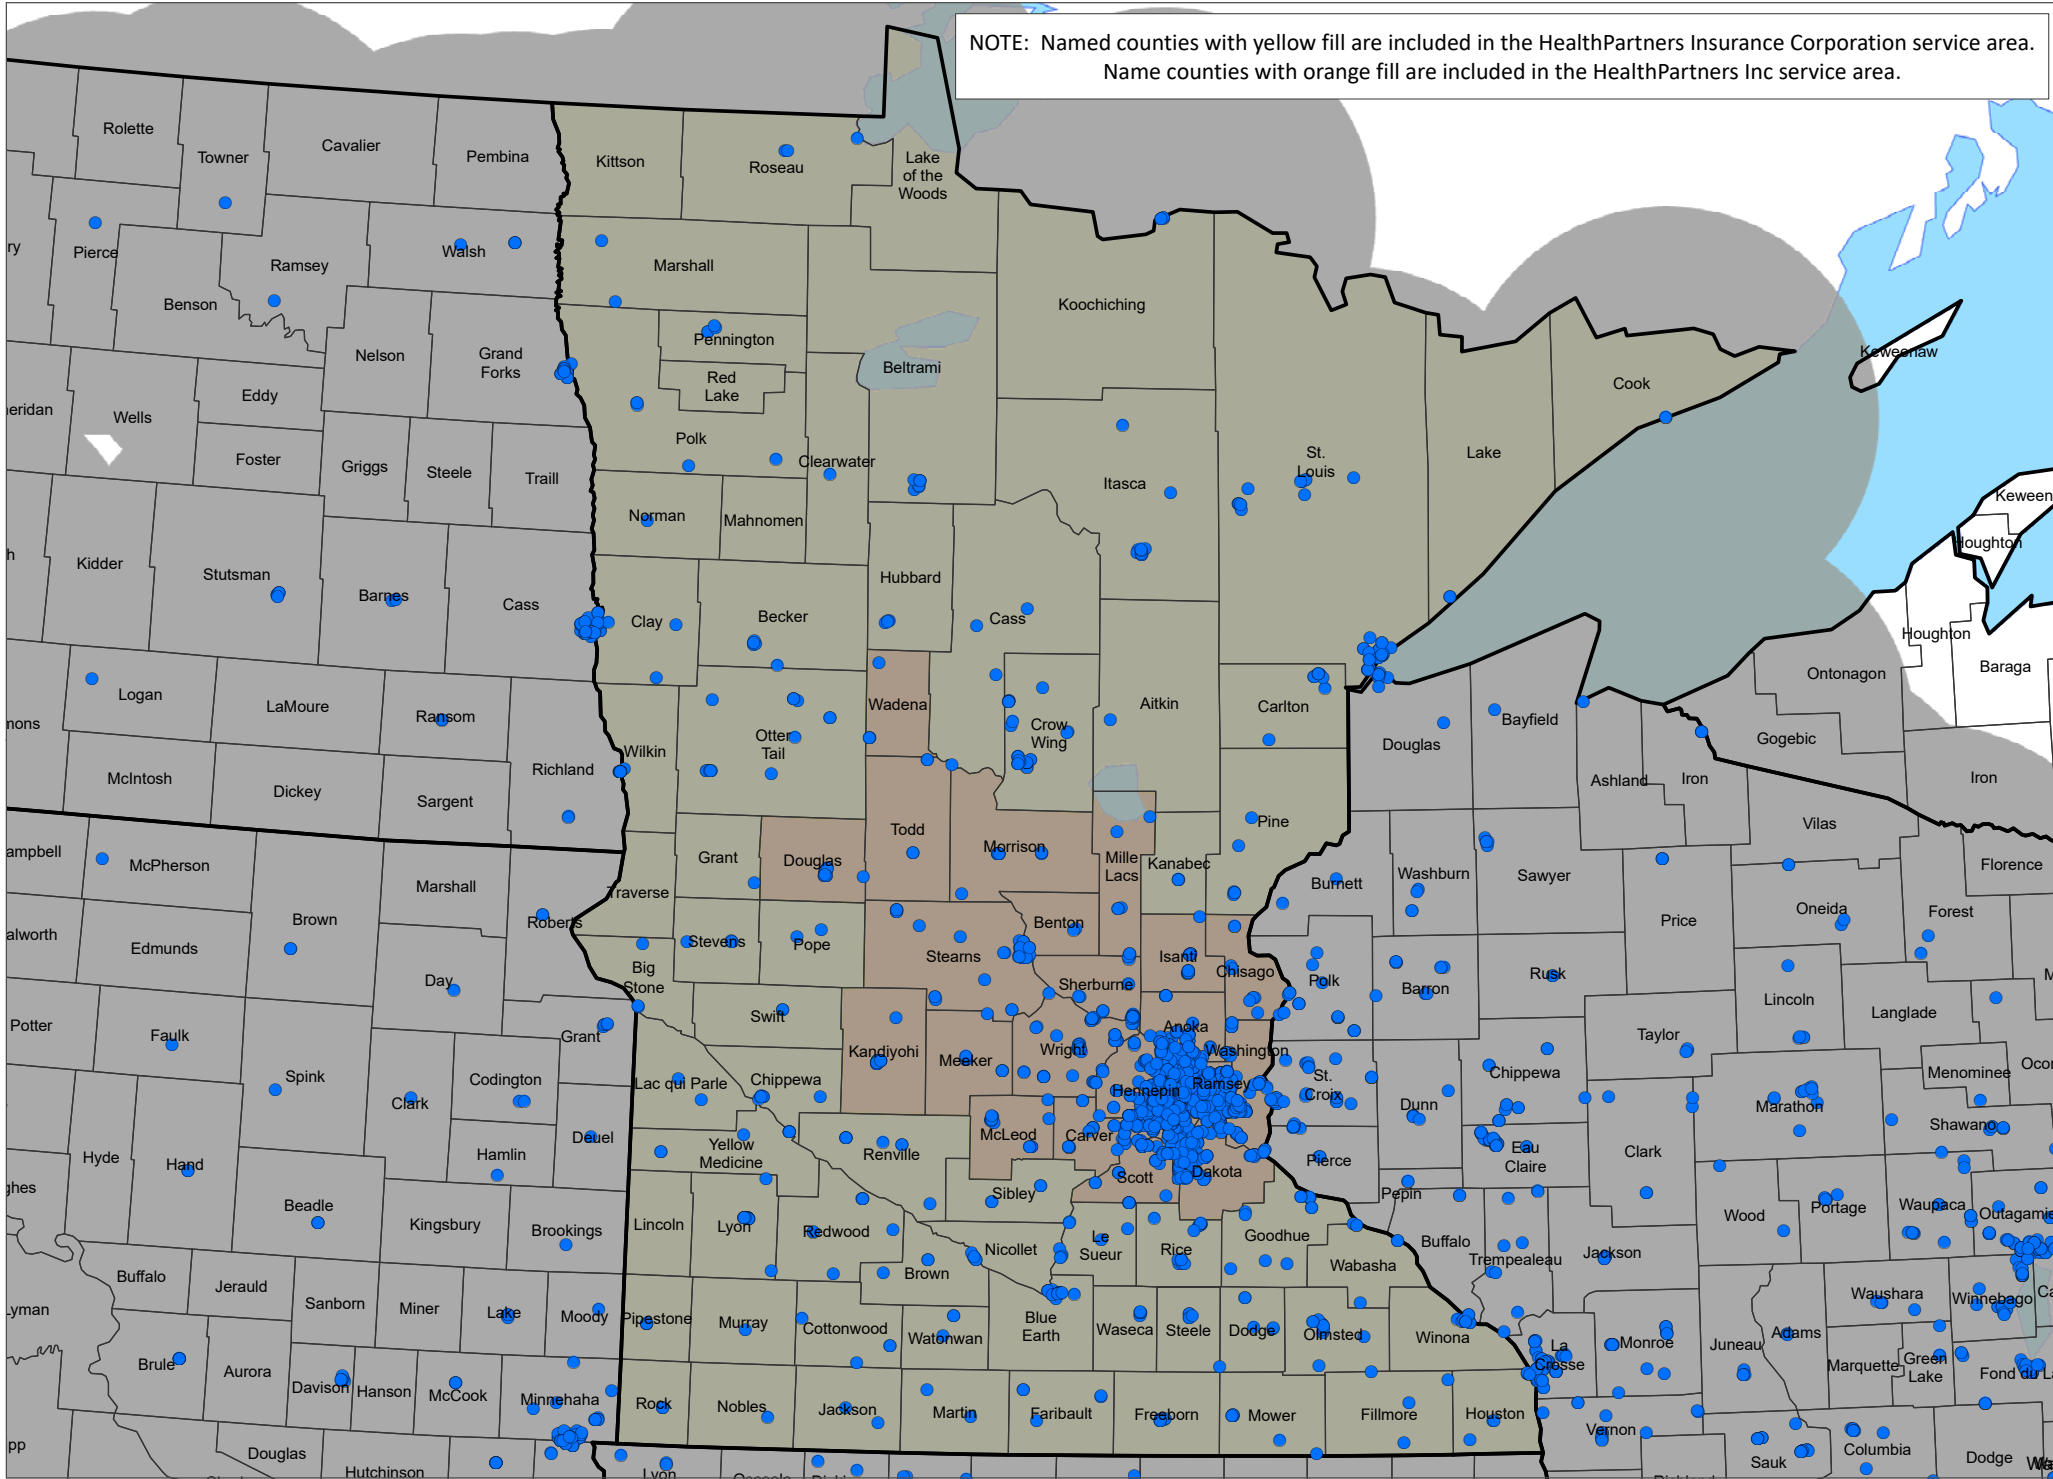 NOTE: Named counties with yellow fill are included in the HealthPartners Insurance Corporation service area.
Name counties with orange fill are included in the HealthPartners Inc service area.
Rolette
Towner
Cavalier
Pembina
Kittson
Roseau
Lake
of the
Woods
ry
Pierce
Ramsey
Walsh
Marshall
Benson
Koochiching
Nelson
Grand
Forks
Pennington
Red
Lake
Beltrami
Keweenaw
Cook
eridan
Wells
Eddy
Foster
Griggs
Steele
Traill
Polk
Clearwater
Itasca
St.
Louis
Lake
Keween
Houghton
Norman
Mahnomen
h
Kidder
Stutsman
Barnes
Cass
Clay
Becker
Hubbard
Cass
Houghton
Baraga
Ontonagon
mons
Logan
LaMoure
Ransom
Wadena
Aitkin
Carlton
Crow
Wing
Otter
Tail
Wilkin
Douglas
Bayfield
Gogebic
McIntosh
Dickey
Sargent
Richland
Ashland
Iron
Iron
Pine
Vilas
Todd
Morrison
Mille
Lacs
Kanabec
Grant
Douglas
ampbell
McPherson
Marshall
Traverse
Burnett
Washburn
Sawyer
Florence
Price
Oneida
Forest
Roberts
Brown
alworth
Edmunds
Stevens
Pope
Stearns
Benton
Isanti
Chisago
Big
Stone
Day
Sherburne
Polk
Barron
Rusk
Lincoln
Langlade
M
Potter
Faulk
Grant
Swift
Kandiyohi
Meeker
Wright
Anoka
Washington
Taylor
Spink
Codington
Clark
Lac qui Parle
Chippewa
Hennepin
Ramsey
St.
Croix
Dunn
Chippewa
Menominee
Ocor
Marathon
Shawano
Deuel
Hyde
Hand
Hamlin
Yellow
Medicine
Renville
McLeod
Carver
Scott
Dakota
Pierce
Eau
Claire
Clark
ghes
Beadle
Kingsbury
Brookings
Lincoln
Lyon
Redwood
Sibley
Nicollet
Le
Sueur
Rice
Goodhue
Pepin
Wood
Portage
Waupaca
Outagamie
Buffalo
Trempealeau
Jackson
Wabasha
Brown
Buffalo
Jerauld
Sanborn
Miner
Lake
Moody
Pipestone
Murray
Cottonwood
Watonwan
Blue
Earth
Waseca
Steele
Dodge
Olmsted
Winona
Waushara
Winnebago
Ca
yman
Brule
Aurora
Davison
Hanson
McCook
Minnehaha
La
Crosse
Monroe
Juneau
Adams
Marquette
Green
Lake
Fond du La
Rock
Nobles
Jackson
Martin
Faribault
Freeborn
Mower
Fillmore
Houston
Vernon
pp
Douglas
Hutchinson
Lyon
Sauk
Columbia
Dodge